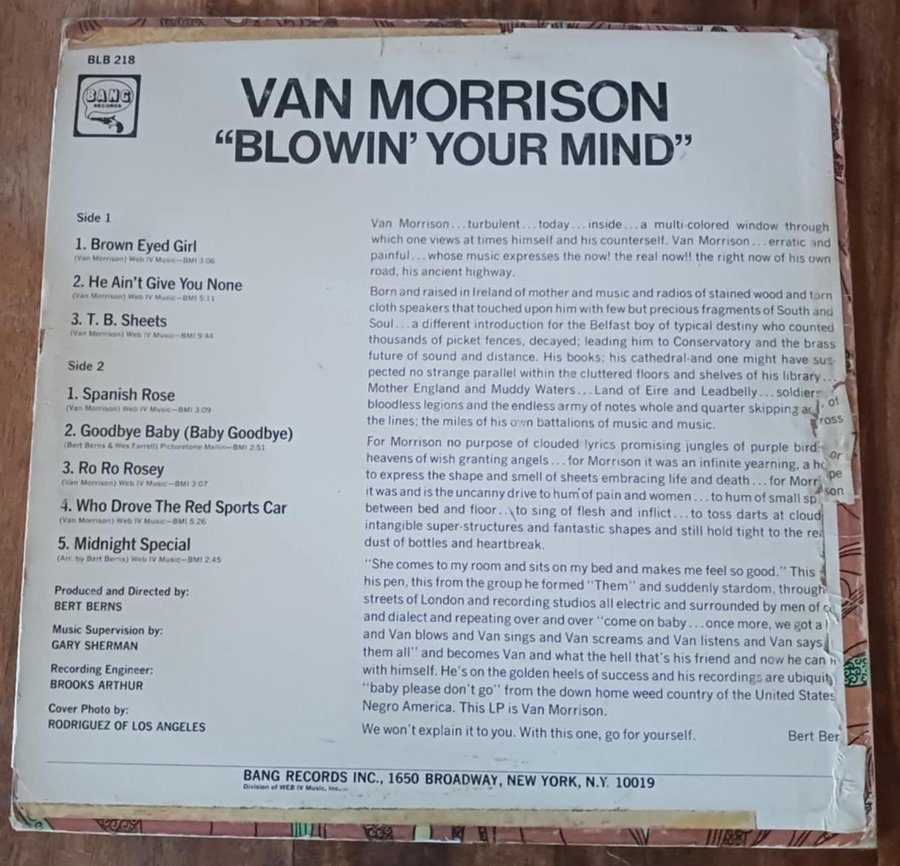 BLB 218
BANG
RECORDS
VAN MORRISON
“BLOWIN’ YOUR MIND”
Side 1
1. Brown Eyed Girl
(Van Morrison) Web IV Music—BMI 3:06
2. He Ain't Give You None
(Van Morrison) Web IV Music—BMI 5:11
3. T. B. Sheets
(Van Morrison) Web IV Music—BMI 9:44
Side 2
1. Spanish Rose
(Van Morrison) Web IV Music—BMI 3:09
2. Goodbye Baby (Baby Goodbye)
(Bert Berns & Wes Farrell) Picturetone-Mellin—BMI 2:51
3. Ro Ro Rosey
(Van Morrison) Web IV Music—BMI 3:07
4. Who Drove The Red Sports Car
(Van Morrison) Web IV Music—BMI 5:26
5. Midnight Special
(Arr. by Bert Berns) Web IV Music—BMI 2:45
Produced and Directed by:
BERT BERNS
Music Supervision by:
GARY SHERMAN
Recording Engineer:
BROOKS ARTHUR
Cover Photo by:
RODRIGUEZ OF LOS ANGELES
Van Morrison...turbulent...today...inside...a multi-colored window through
which one views at times himself and his counterself. Van Morrison...erratic and
painful...whose music expresses the now! the real now!! the right now of his own
road, his ancient highway.
Born and raised in Ireland of mother and music and radios of stained wood and torn
cloth speakers that touched upon him with few but precious fragments of South and
Soul...a different introduction for the Belfast boy of typical destiny who counted
thousands of picket fences, decayed; leading him to Conservatory and the brass
future of sound and distance. His books; his cathedral-and one might have sus-
pected no strange parallel within the cluttered floors and shelves of his library...
Mother England and Muddy Waters...Land of Eire and Leadbelly...soldiers of
bloodless legions and the endless army of notes whole and quarter skipping across
the lines; the miles of his own battalions of music and music.
For Morrison no purpose of clouded lyrics promising jungles of purple bird or
heavens of wish granting angels...for Morrison it was an infinite yearning, a hope
to express the shape and smell of sheets embracing life and death...for Morrison
it was and is the uncanny drive to hum of pain and women...to hum of small sp
between bed and floor...to sing of flesh and inflict...to toss darts at cloud
intangible super-structures and fantastic shapes and still hold tight to the rea
dust of bottles and heartbreak.
"She comes to my room and sits on my bed and makes me feel so good." This
his pen, this from the group he formed "Them" and suddenly stardom, through
streets of London and recording studios all electric and surrounded by men of
and dialect and repeating over and over "come on baby...once more, we got a
and Van blows and Van sings and Van screams and Van listens and Van says
them all" and becomes Van and what the hell that's his friend and now he can
with himself. He's on the golden heels of success and his recordings are ubiquit
"baby please don't go" from the down home weed country of the United States
Negro America. This LP is Van Morrison.
We won't explain it to you. With this one, go for yourself.
Bert Ber
BANG RECORDS INC., 1650 BROADWAY, NEW YORK, N.Y. 10019
Division of WEB IV Music, Inc.